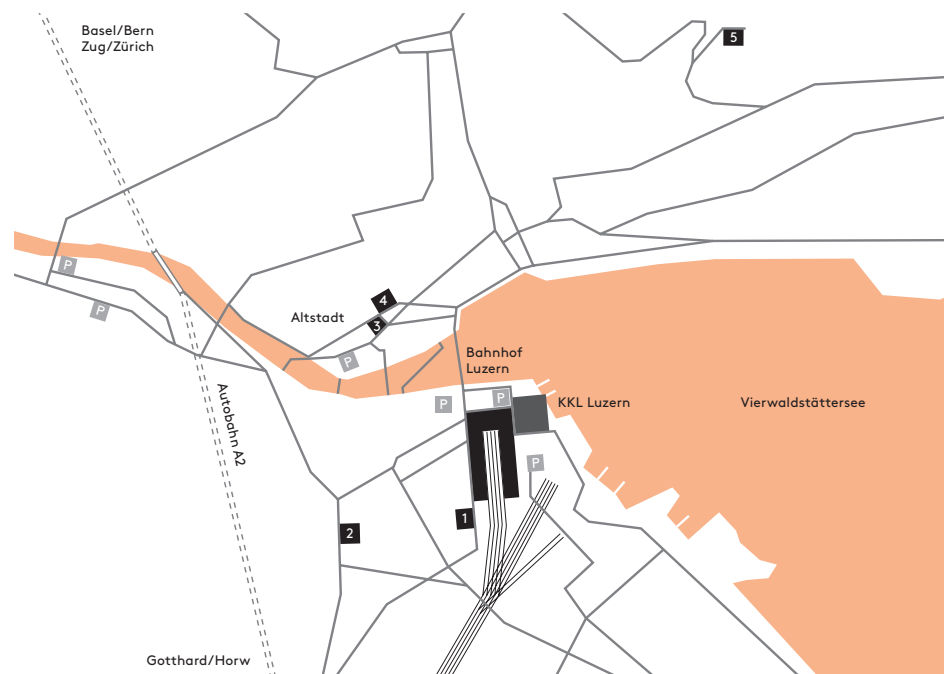 Basel/Bern
Zug/Zürich
5
P
P
4
Altstadt
3
P
Bahnhof
Luzern
P
P
KKL Luzern
Vierwaldstättersee
Autobahn A2
P
1
2
Gotthard/Horw